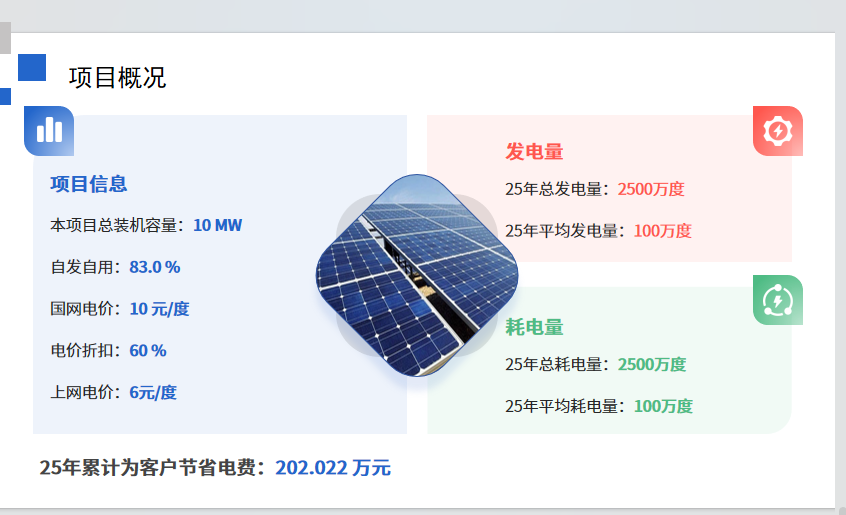 项目概况
项目信息
本项目总装机容量：10 MW
自发自用：83.0 %
国网电价：10 元/度
电价折扣：60 %
上网电价：6元/度
发电量
25年总发电量：2500万度
25年平均发电量：100万度
耗电量
25年总耗电量：2500万度
25年平均耗电量：100万度
25年累计为客户节省电费：202.022 万元